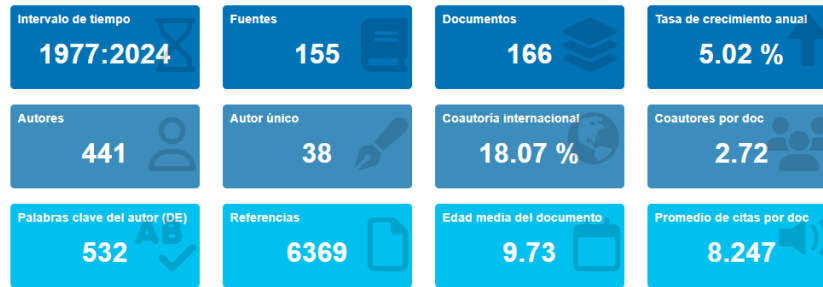 Intervalo de tiempo
1977:2024
Fuentes
155
Documentos
166
Tasa de crecimiento anual
5.02 %
Autores
441
Autor único
38
Coautoría internacional
18.07 %
Coautores por doc
2.72
Palabras clave del autor (DE)
532
AB
Referencias
6369
Edad media del documento
9.73
Promedio de citas por doc
8.247